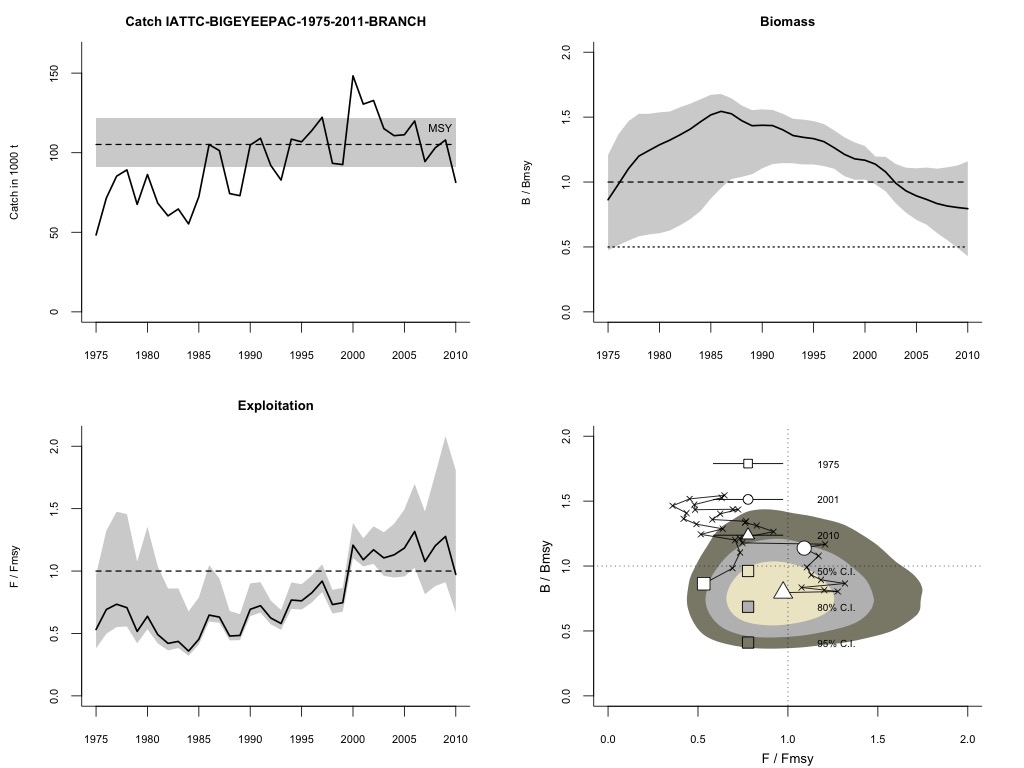 Catch IATTC-BIGEYEEPAC-1975-2011-BRANCH
Catch in 1000 t
0 50 100 150
MSY
1975 1980 1985 1990 1995 2000 2005 2010
Biomass
B / Bmsy
0.0 0.5 1.0 1.5 2.0
1975 1980 1985 1990 1995 2000 2005 2010
Exploitation
F / Fmsy
0.0 0.5 1.0 1.5 2.0
1975 1980 1985 1990 1995 2000 2005 2010
B / Bmsy
0.0 0.5 1.0 1.5 2.0
1975
2001
2010
50% C.I.
80% C.I.
95% C.I.
0.0 0.5 1.0 1.5 2.0
F / Fmsy